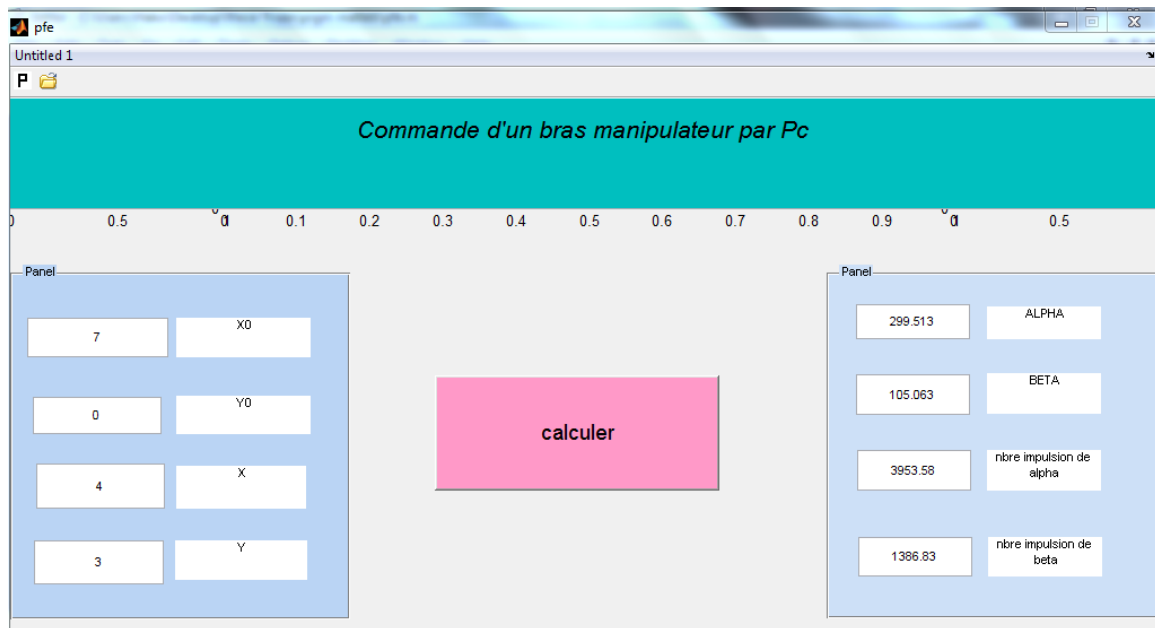 pfe
Untitled 1
P
Commande d'un bras manipulateur par Pc
0.5 0.1 0.2 0.3 0.4 0.5 0.6 0.7 0.8 0.9 0.5
Panel
7 X0
0 Y0
4 X
3 Y
calculer
Panel
299.513 ALPHA
105.063 BETA
3953.58 nbre impulsion de
alpha
1386.83 nbre impulsion de
beta